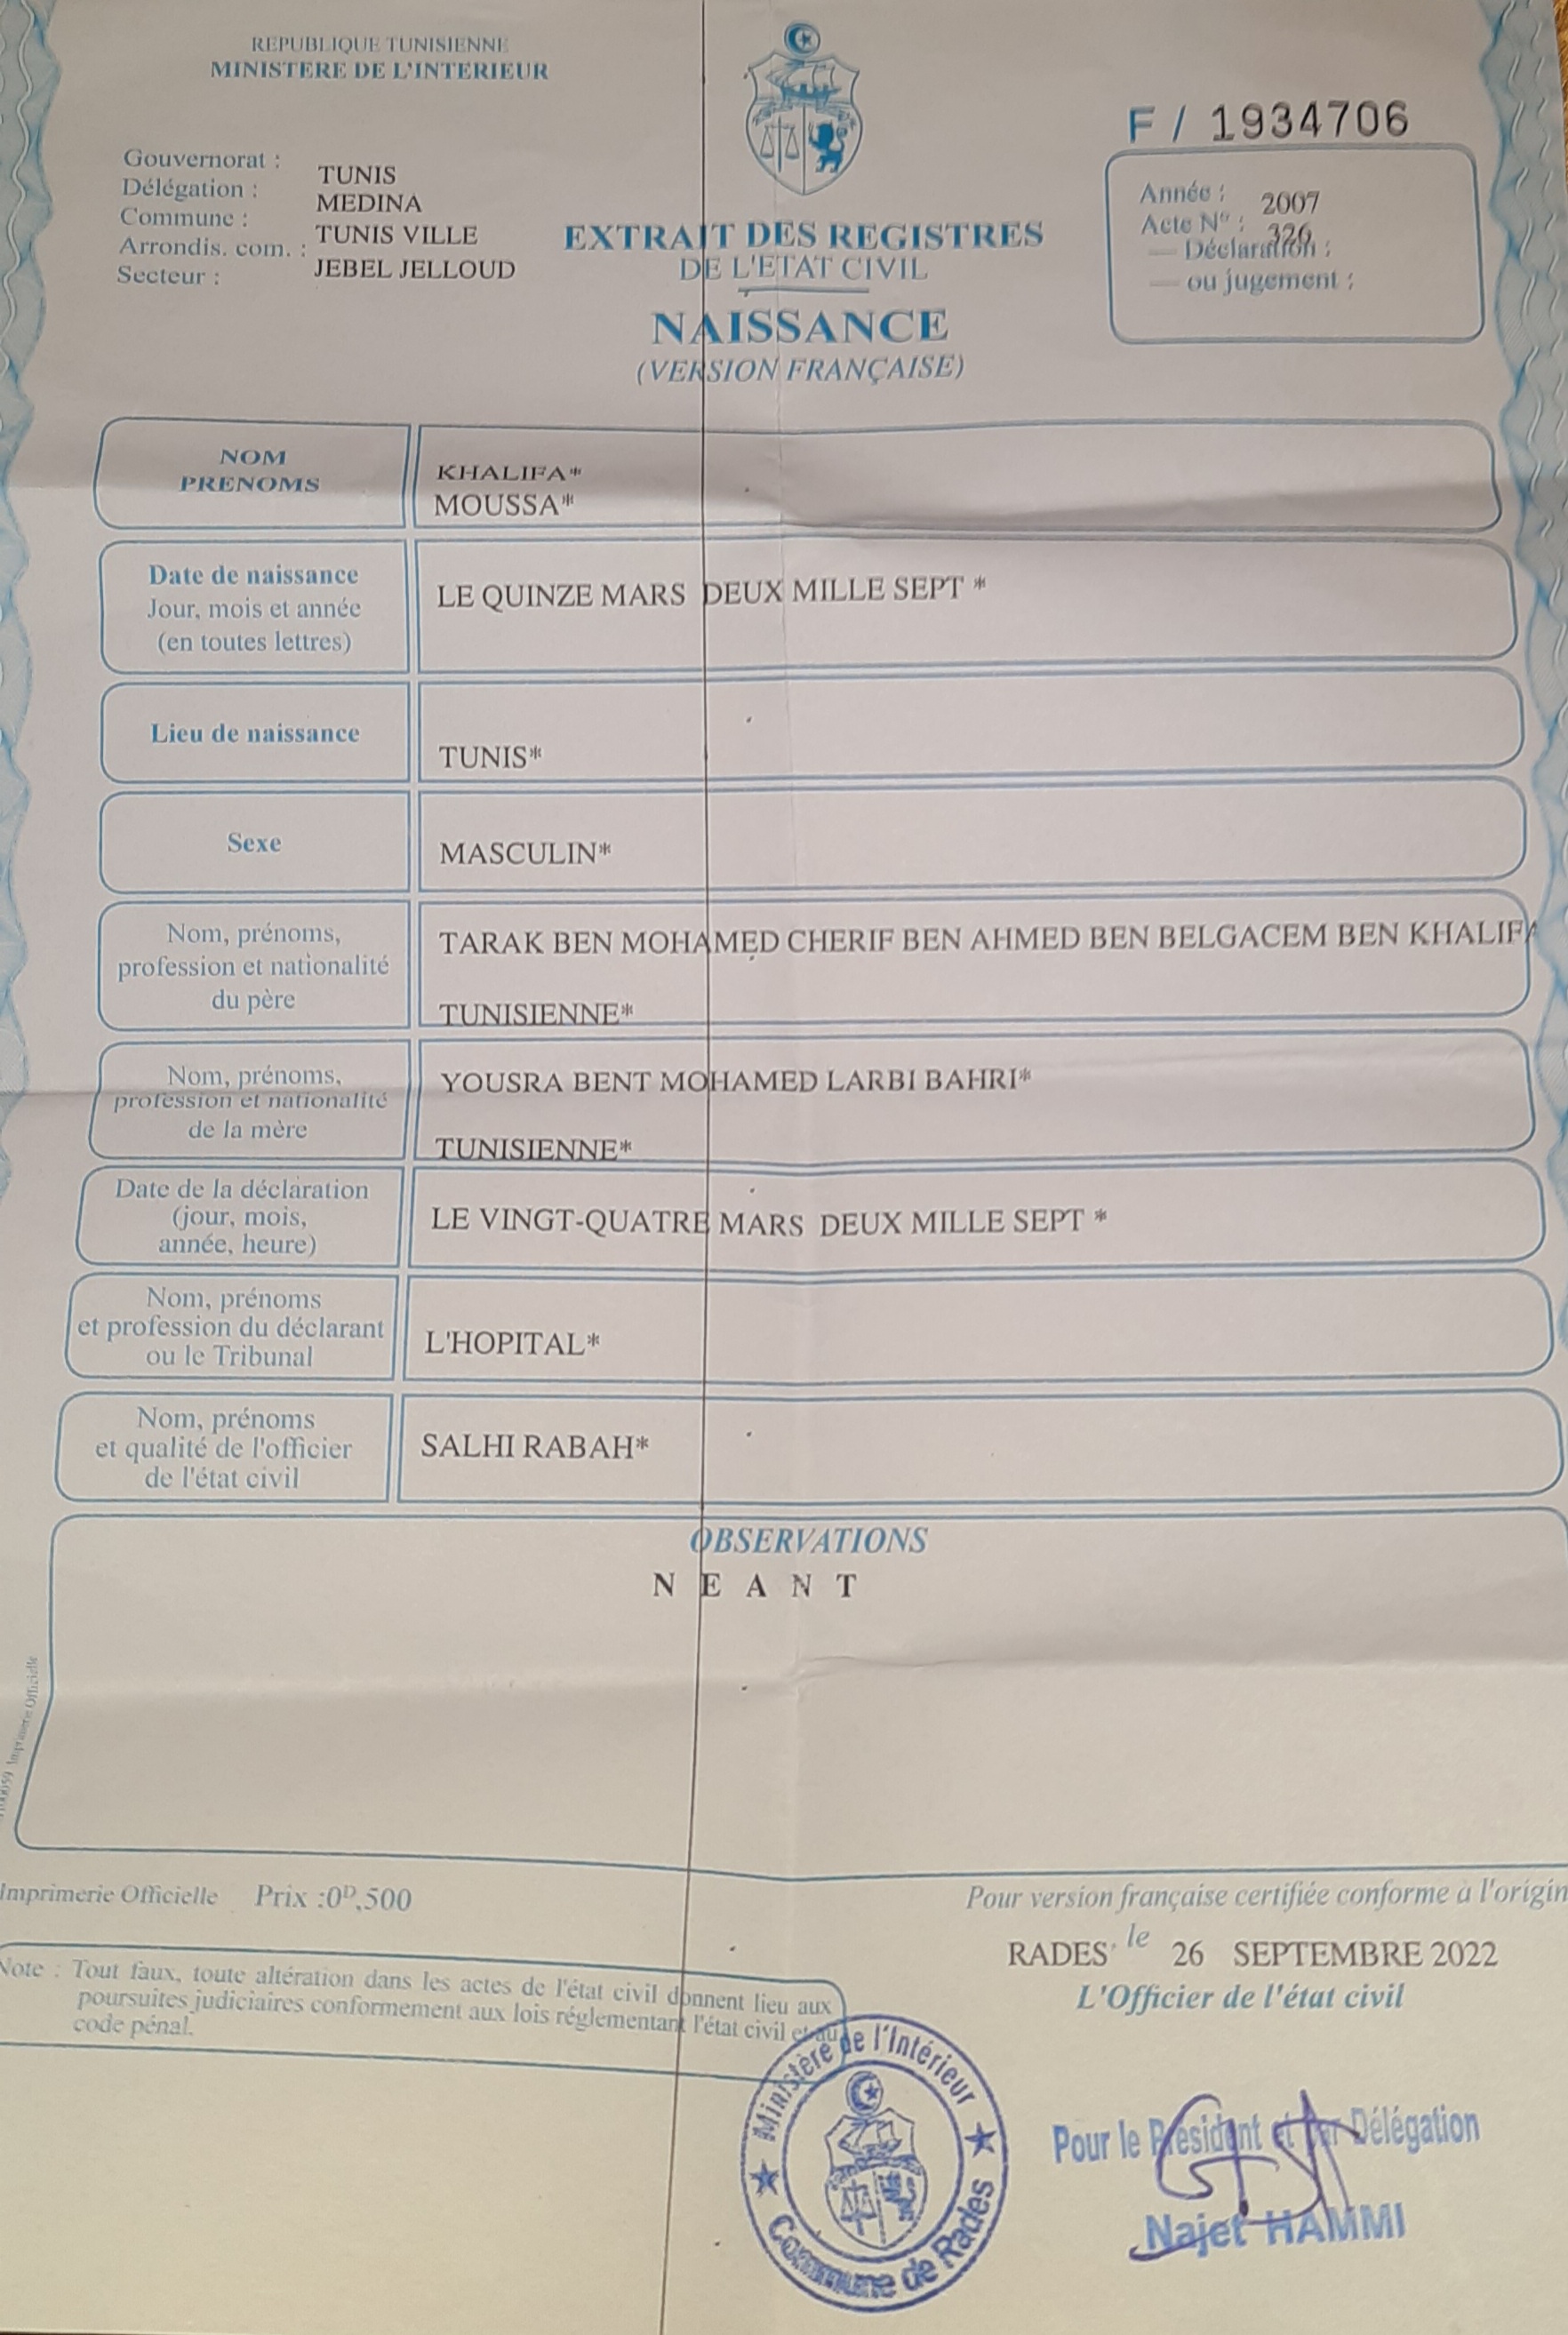 REPUBLIQUE TUNISIENNE
MINISTERE DE L'INTERIEUR
F / 1934706
Gouvernorat : TUNIS
Délégation : MEDINA
Commune : TUNIS VILLE
Arrondis. com. :
Secteur : JEBEL JELLOUD
EXTRAIT DES REGISTRES
DE L'ETAT CIVIL
NAISSANCE
(VERSION FRANÇAISE)
Année : 2007
Acte N° : 326
— Déclaration :
— ou jugement :
NOM
PRENOMS
KHALIFA*
MOUSSA*
Date de naissance
Jour, mois et année
(en toutes lettres)
LE QUINZE MARS DEUX MILLE SEPT *
Lieu de naissance
TUNIS*
Sexe
MASCULIN*
Nom, prénoms,
profession et nationalité
du père
TARAK BEN MOHAMED CHERIF BEN AHMED BEN BELGACEM BEN KHALIFA
TUNISIENNE*
Nom, prénoms,
profession et nationalité
de la mère
YOUSRA BENT MOHAMED LARBI BAHRI*
TUNISIENNE*
Date de la déclaration
(jour, mois,
année, heure)
LE VINGT-QUATRE MARS DEUX MILLE SEPT *
Nom, prénoms
et profession du déclarant
ou le Tribunal
L'HOPITAL*
Nom, prénoms
et qualité de l'officier
de l'état civil
SALHI RABAH*
OBSERVATIONS
N E A N T
Imprimerie Officielle
Imprimerie Officielle Prix :0ᴰ,500
Pour version française certifiée conforme à l'origin
RADES, le 26 SEPTEMBRE 2022
L'Officier de l'état civil
Note : Tout faux, toute altération dans les actes de l'état civil donnent lieu aux
poursuites judiciaires conformement aux lois réglementant l'état civil et au
code pénal.
Ministère de l'Intérieur
Commune de Rades
Pour le Président et par Délégation
Najet HAMMI